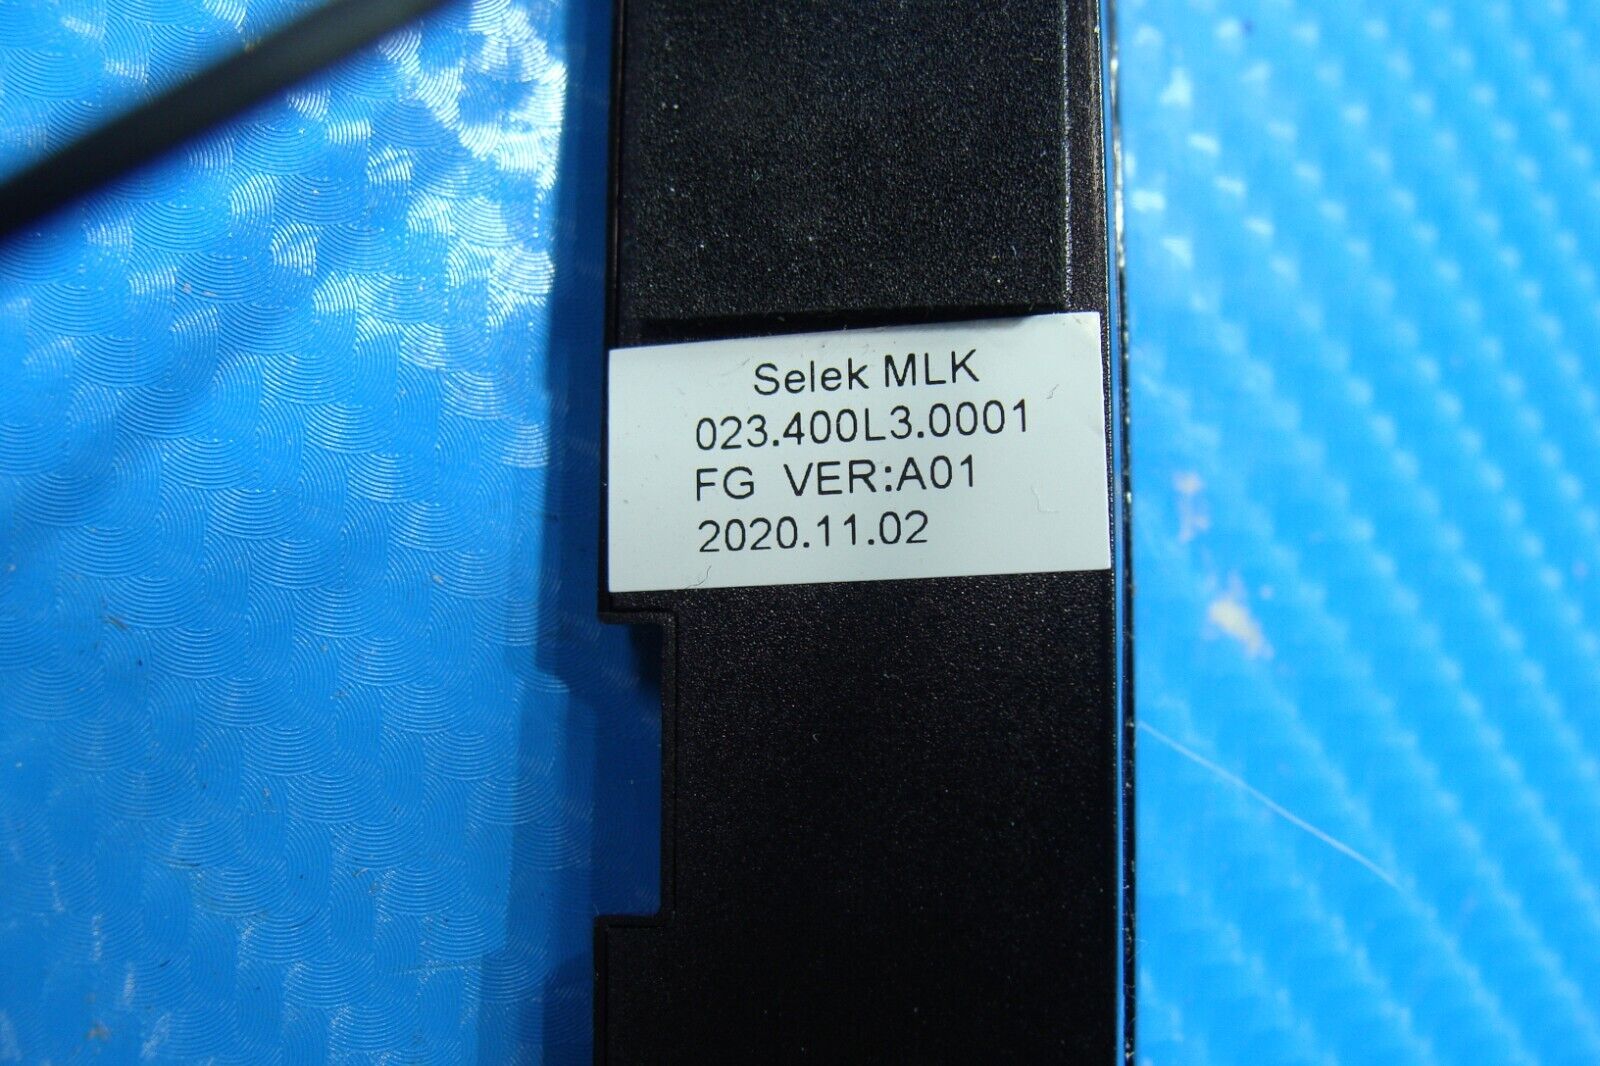 Selek MLK
023.400L3.0001
FG VER:A01
2020.11.02